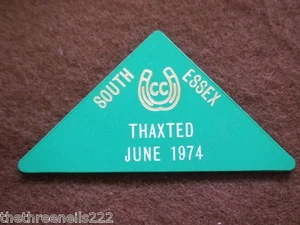 SOUTH ESSEX
CC
THAXTED
JUNE 1974
thethreenells222